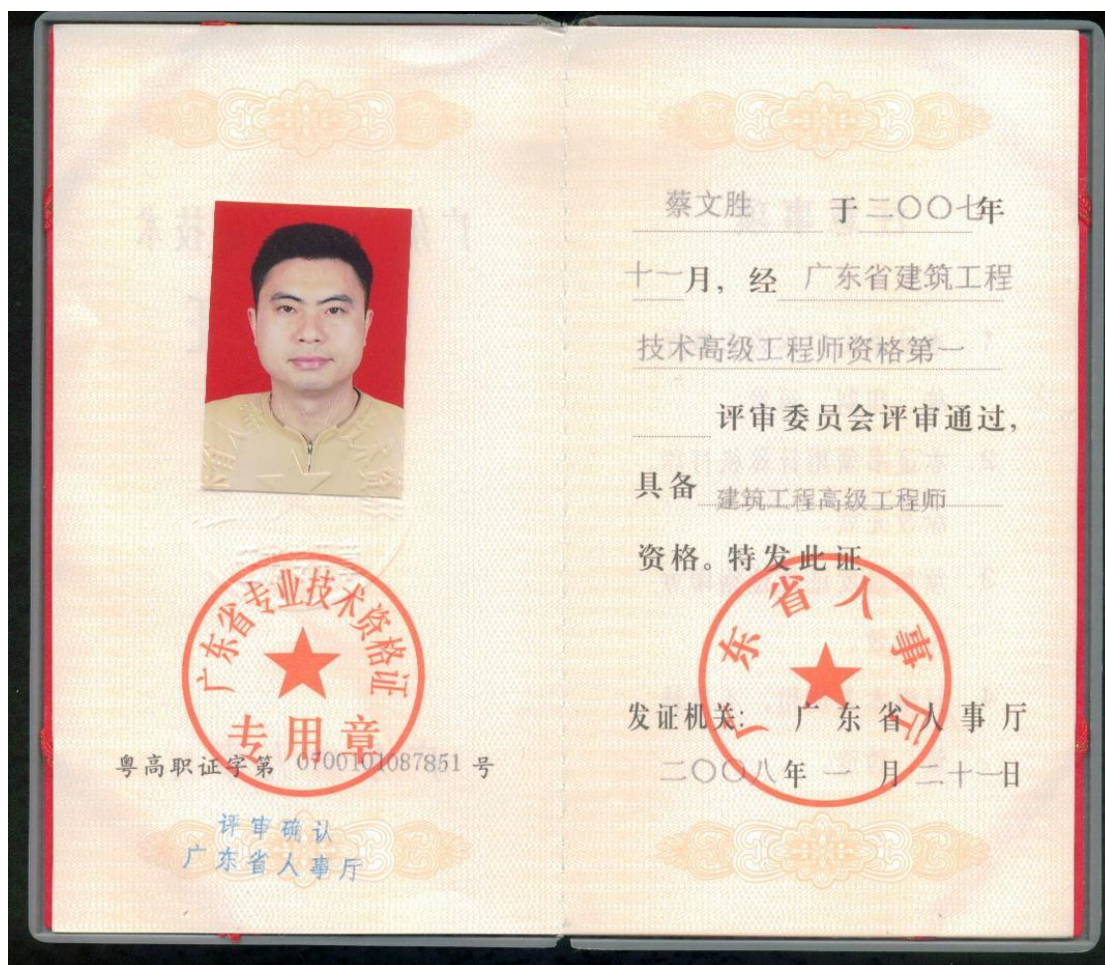 广东省专业技术资格证
专用章
粤高职证字第 0700101087851 号
评审确认
广东省人事厅
蔡文胜 于二〇〇七年
十一月，经 广东省建筑工程
技术高级工程师资格第一
评审委员会评审通过，
具备 建筑工程高级工程师
资格。特发此证
广东省人事厅
发证机关： 广东省人事厅
二〇〇八年一月二十一日